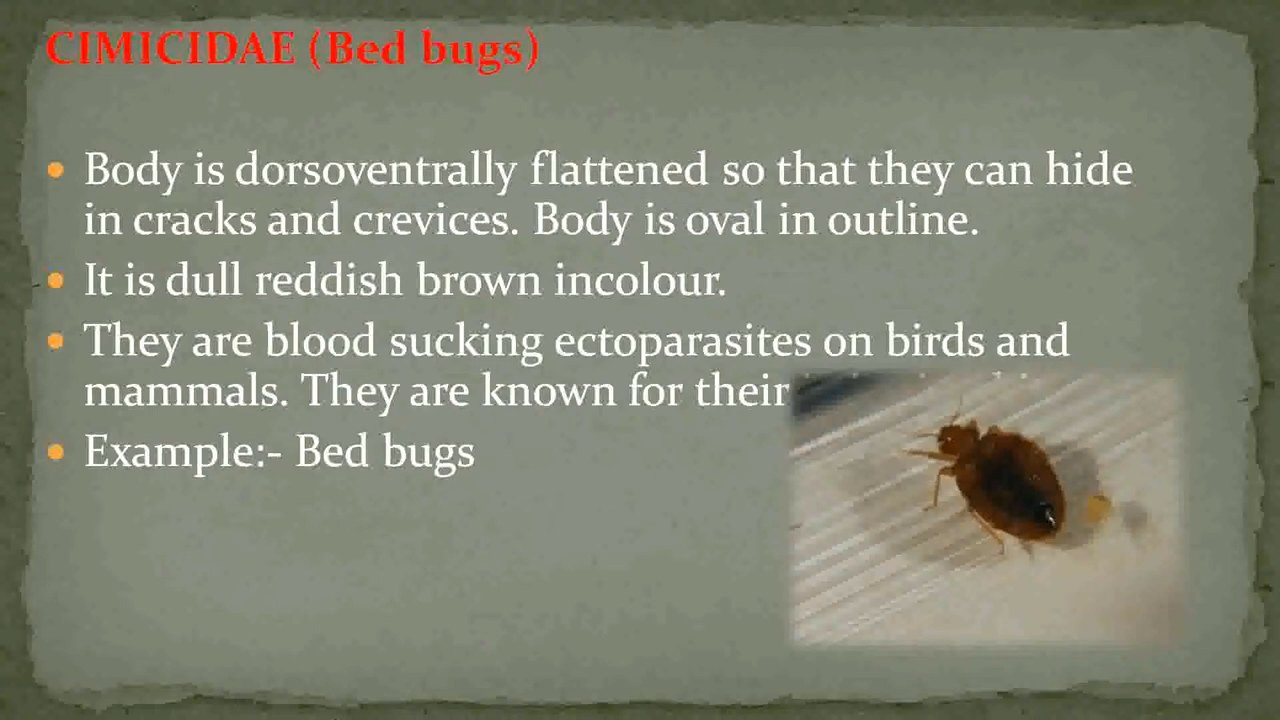 CIMICIDAE (Bed bugs)
• Body is dorsoventrally flattened so that they can hide
in cracks and crevices. Body is oval in outline.
• It is dull reddish brown incolour.
• They are blood sucking ectoparasites on birds and
mammals. They are known for their
• Example:- Bed bugs